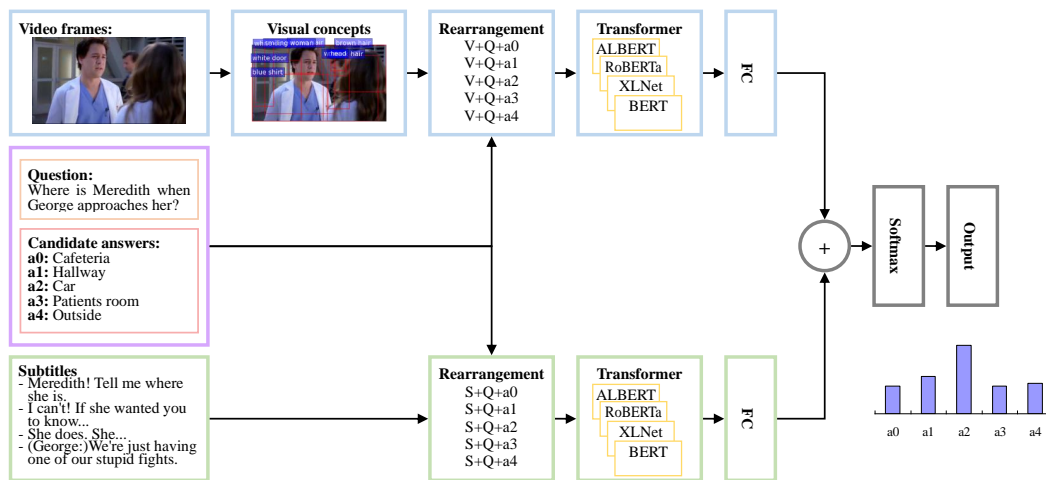 Video frames:
Visual concepts
smiling woman
brown hair
white door
head
hair
blue shirt
Rearrangement
V+Q+a0
V+Q+a1
V+Q+a2
V+Q+a3
V+Q+a4
Transformer
ALBERT
RoBERTa
XLNet
BERT
FC
Question:
Where is Meredith when
George approaches her?
Candidate answers:
a0: Cafeteria
a1: Hallway
a2: Car
a3: Patients room
a4: Outside
+
Softmax
Output
Subtitles
- Meredith! Tell me where
she is.
- I can't! If she wanted you
to know...
- She does. She...
- (George:)We're just having
one of our stupid fights.
Rearrangement
S+Q+a0
S+Q+a1
S+Q+a2
S+Q+a3
S+Q+a4
Transformer
ALBERT
RoBERTa
XLNet
BERT
FC
a0 a1 a2 a3 a4